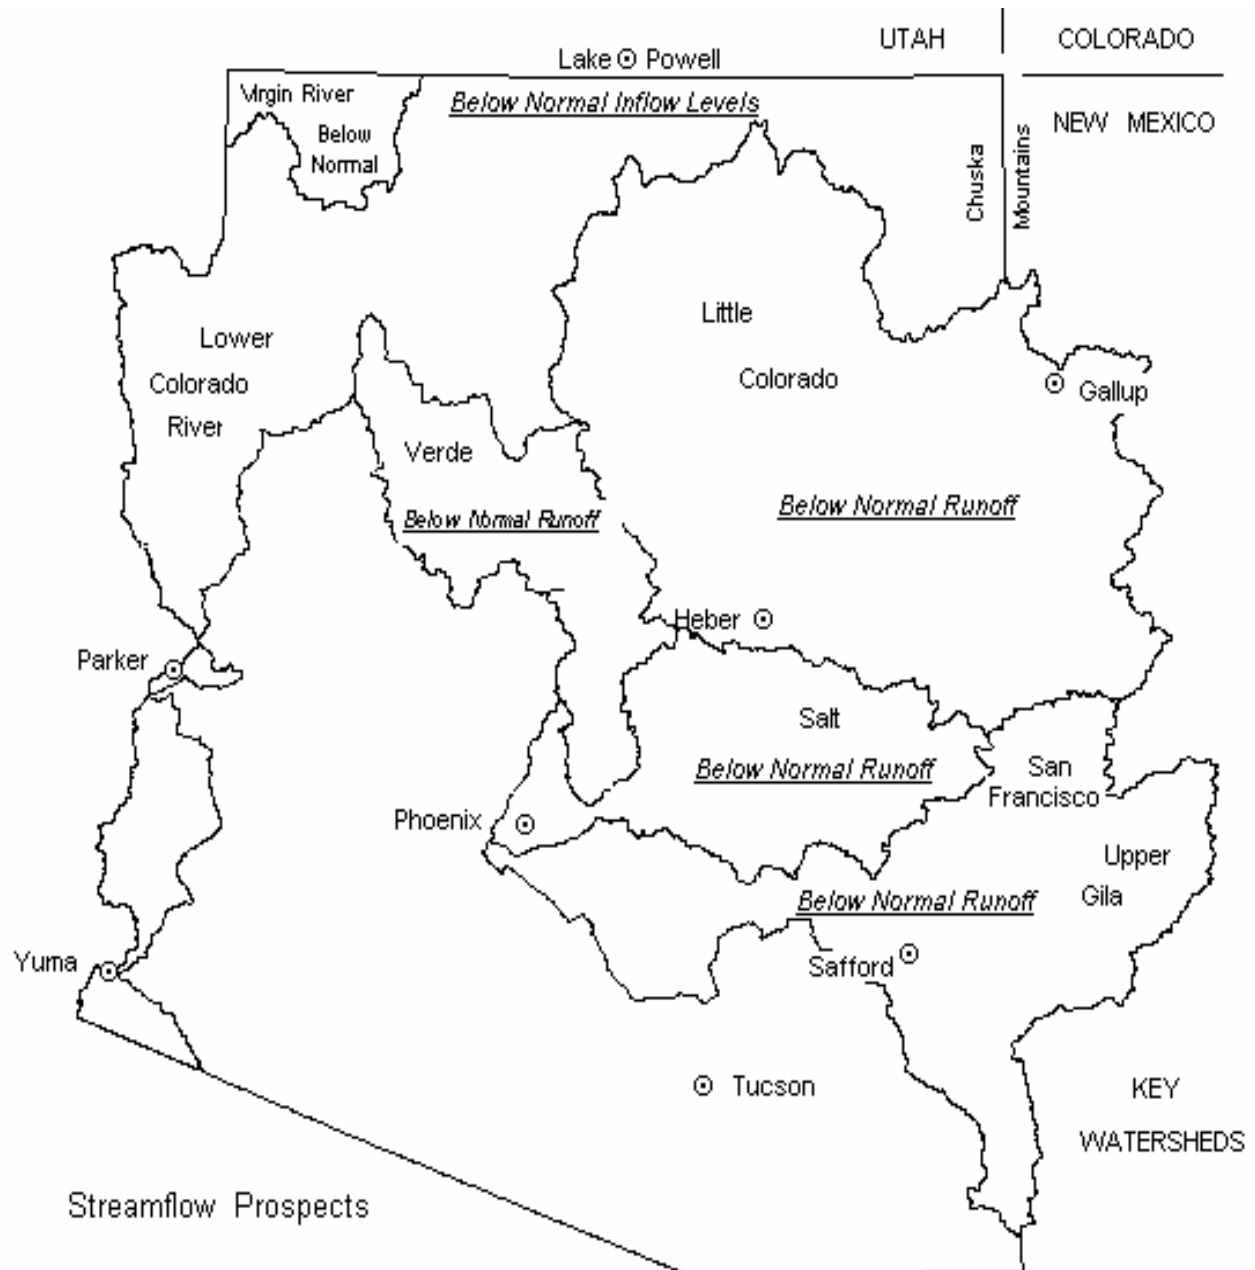 UTAH
COLORADO
Lake Powell
Virgin River
Below Normal Inflow Levels
NEW MEXICO
Below
Normal
Chuska
Mountains
Little
Lower
Colorado
Colorado
River
Gallup
Verde
Below Normal Runoff
Below Normal Runoff
Heber
Parker
Salt
San
Francisco
Below Normal Runoff
Phoenix
Upper
Gila
Below Normal Runoff
Yuma
Safford
Tucson
KEY
WATERSHEDS
Streamflow Prospects